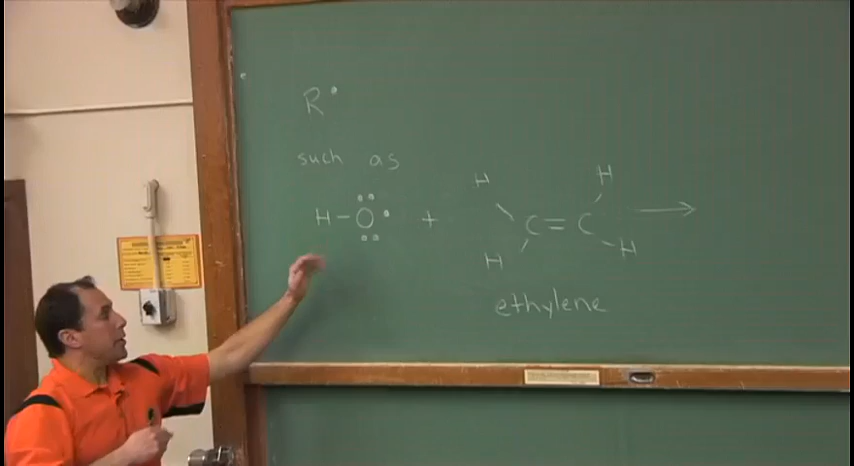 R•
such as
H–O• +
H H
C=C →
H H
ethylene